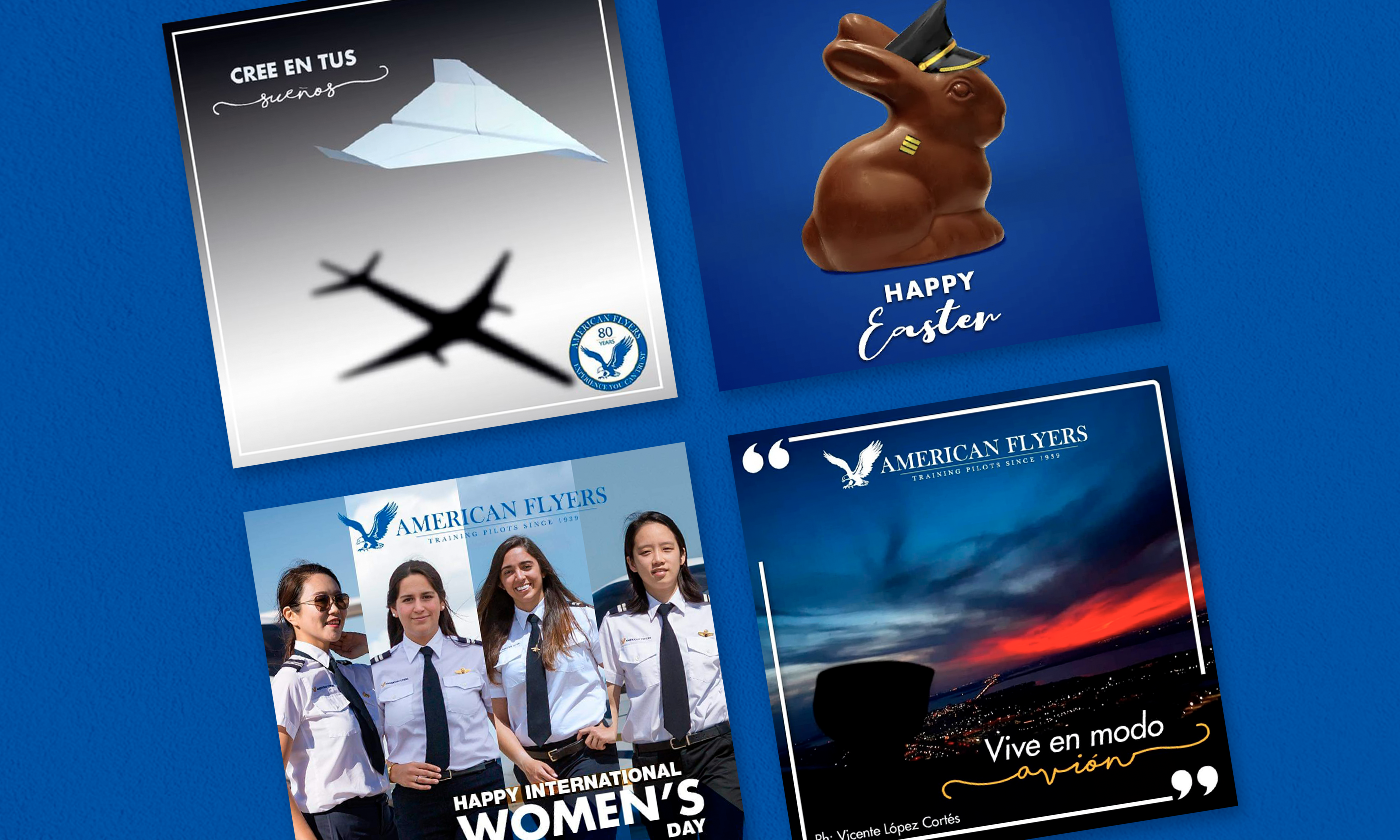 CREE EN TUS
sueños
AMERICAN FLYERS
80
YEARS
EXPERIENCE YOU CAN TRUST
HAPPY
Easter
AMERICAN FLYERS
TRAINING PILOTS SINCE 1939
HAPPY INTERNATIONAL
WOMEN'S
DAY
“
AMERICAN FLYERS
TRAINING PILOTS SINCE 1939
Vive en modo
avión
”
Ph: Vicente López Cortés